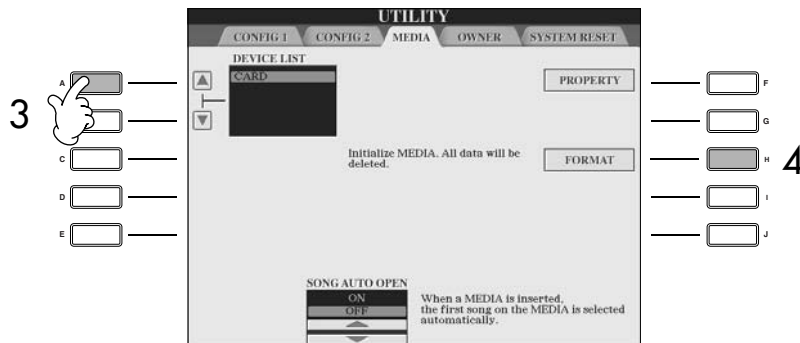 UTILITY
CONFIG 1 CONFIG 2 MEDIA OWNER SYSTEM RESET
DEVICE LIST
CARD
PROPERTY
Initialize MEDIA. All data will be
deleted.
FORMAT
SONG AUTO OPEN
ON
OFF
When a MEDIA is inserted,
the first song on the MEDIA is selected
automatically.
3
A
C
D
E
F
G
H
I
J
4